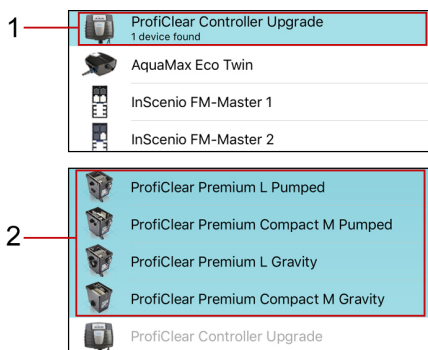 1
ProfiClear Controller Upgrade
1 device found
AquaMax Eco Twin
InScenio FM-Master 1
InScenio FM-Master 2
2
ProfiClear Premium L Pumped
ProfiClear Premium Compact M Pumped
ProfiClear Premium L Gravity
ProfiClear Premium Compact M Gravity
ProfiClear Controller Upgrade